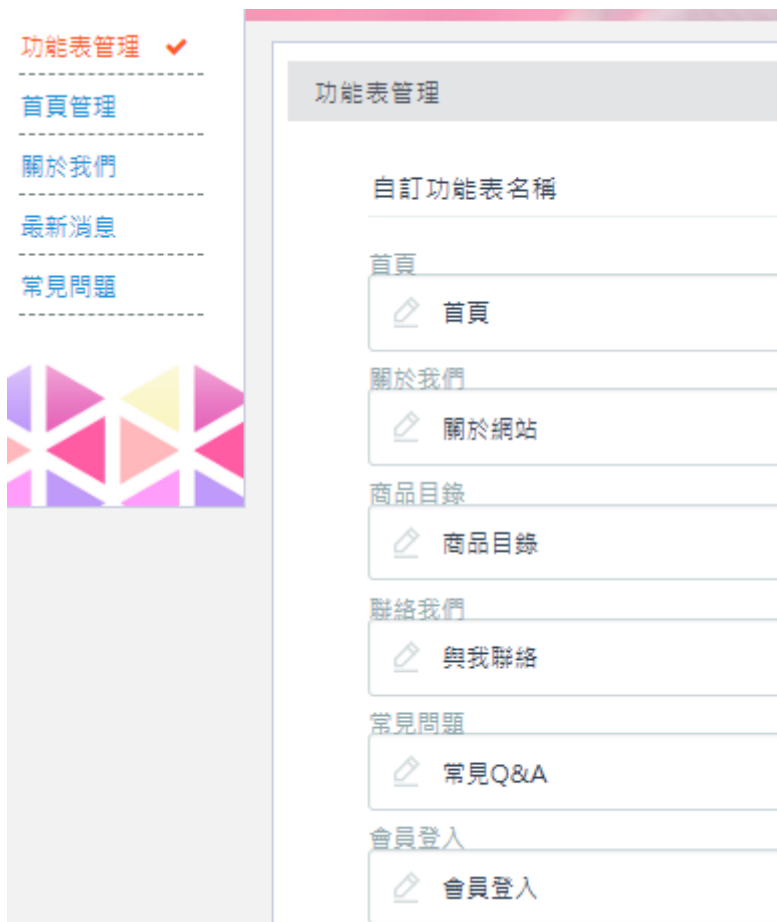 功能表管理
首頁管理
關於我們
最新消息
常見問題
功能表管理
自訂功能表名稱
首頁
首頁
關於我們
關於網站
商品目錄
商品目錄
聯絡我們
與我聯絡
常見問題
常見Q&A
會員登入
會員登入